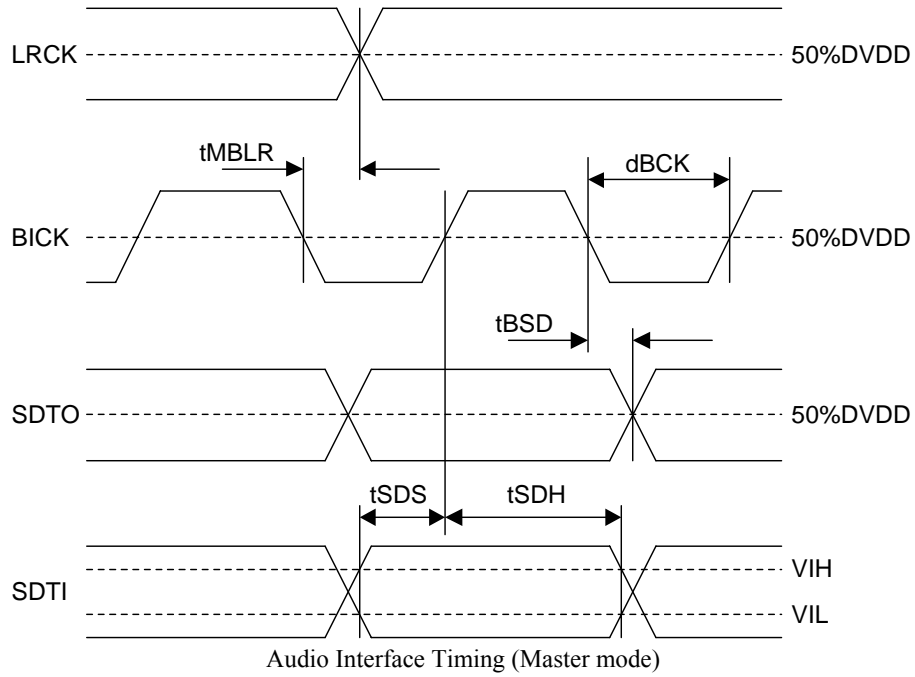 LRCK 50%DVDD
tMBLR dBCK
BICK 50%DVDD
tBSD
SDTO 50%DVDD
tSDS tSDH
VIH
SDTI
VIL
Audio Interface Timing (Master mode)